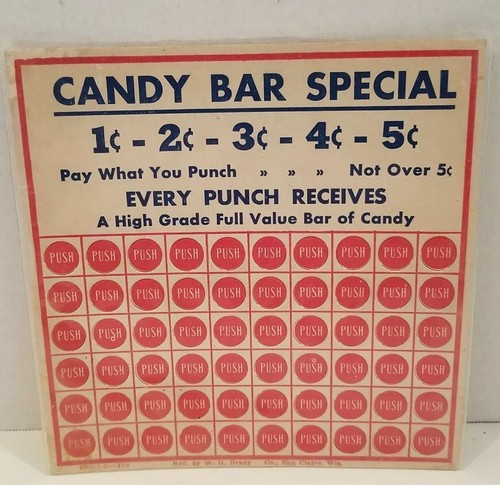 CANDY BAR SPECIAL
1¢ - 2¢ - 3¢ - 4¢ - 5¢
Pay What You Punch » » » Not Over 5¢
EVERY PUNCH RECEIVES
A High Grade Full Value Bar of Candy
PUSH PUSH PUSH PUSH PUSH PUSH PUSH PUSH PUSH PUSH
PUSH PUSH PUSH PUSH PUSH PUSH PUSH PUSH PUSH PUSH
PUSH PUSH PUSH PUSH PUSH PUSH PUSH PUSH PUSH PUSH
PUSH PUSH PUSH PUSH PUSH PUSH PUSH PUSH PUSH PUSH
PUSH PUSH PUSH PUSH PUSH PUSH PUSH PUSH PUSH PUSH
PUSH PUSH PUSH PUSH PUSH PUSH PUSH PUSH PUSH PUSH
Mfd. by W. H. Brady Co., Eau Claire, Wis.